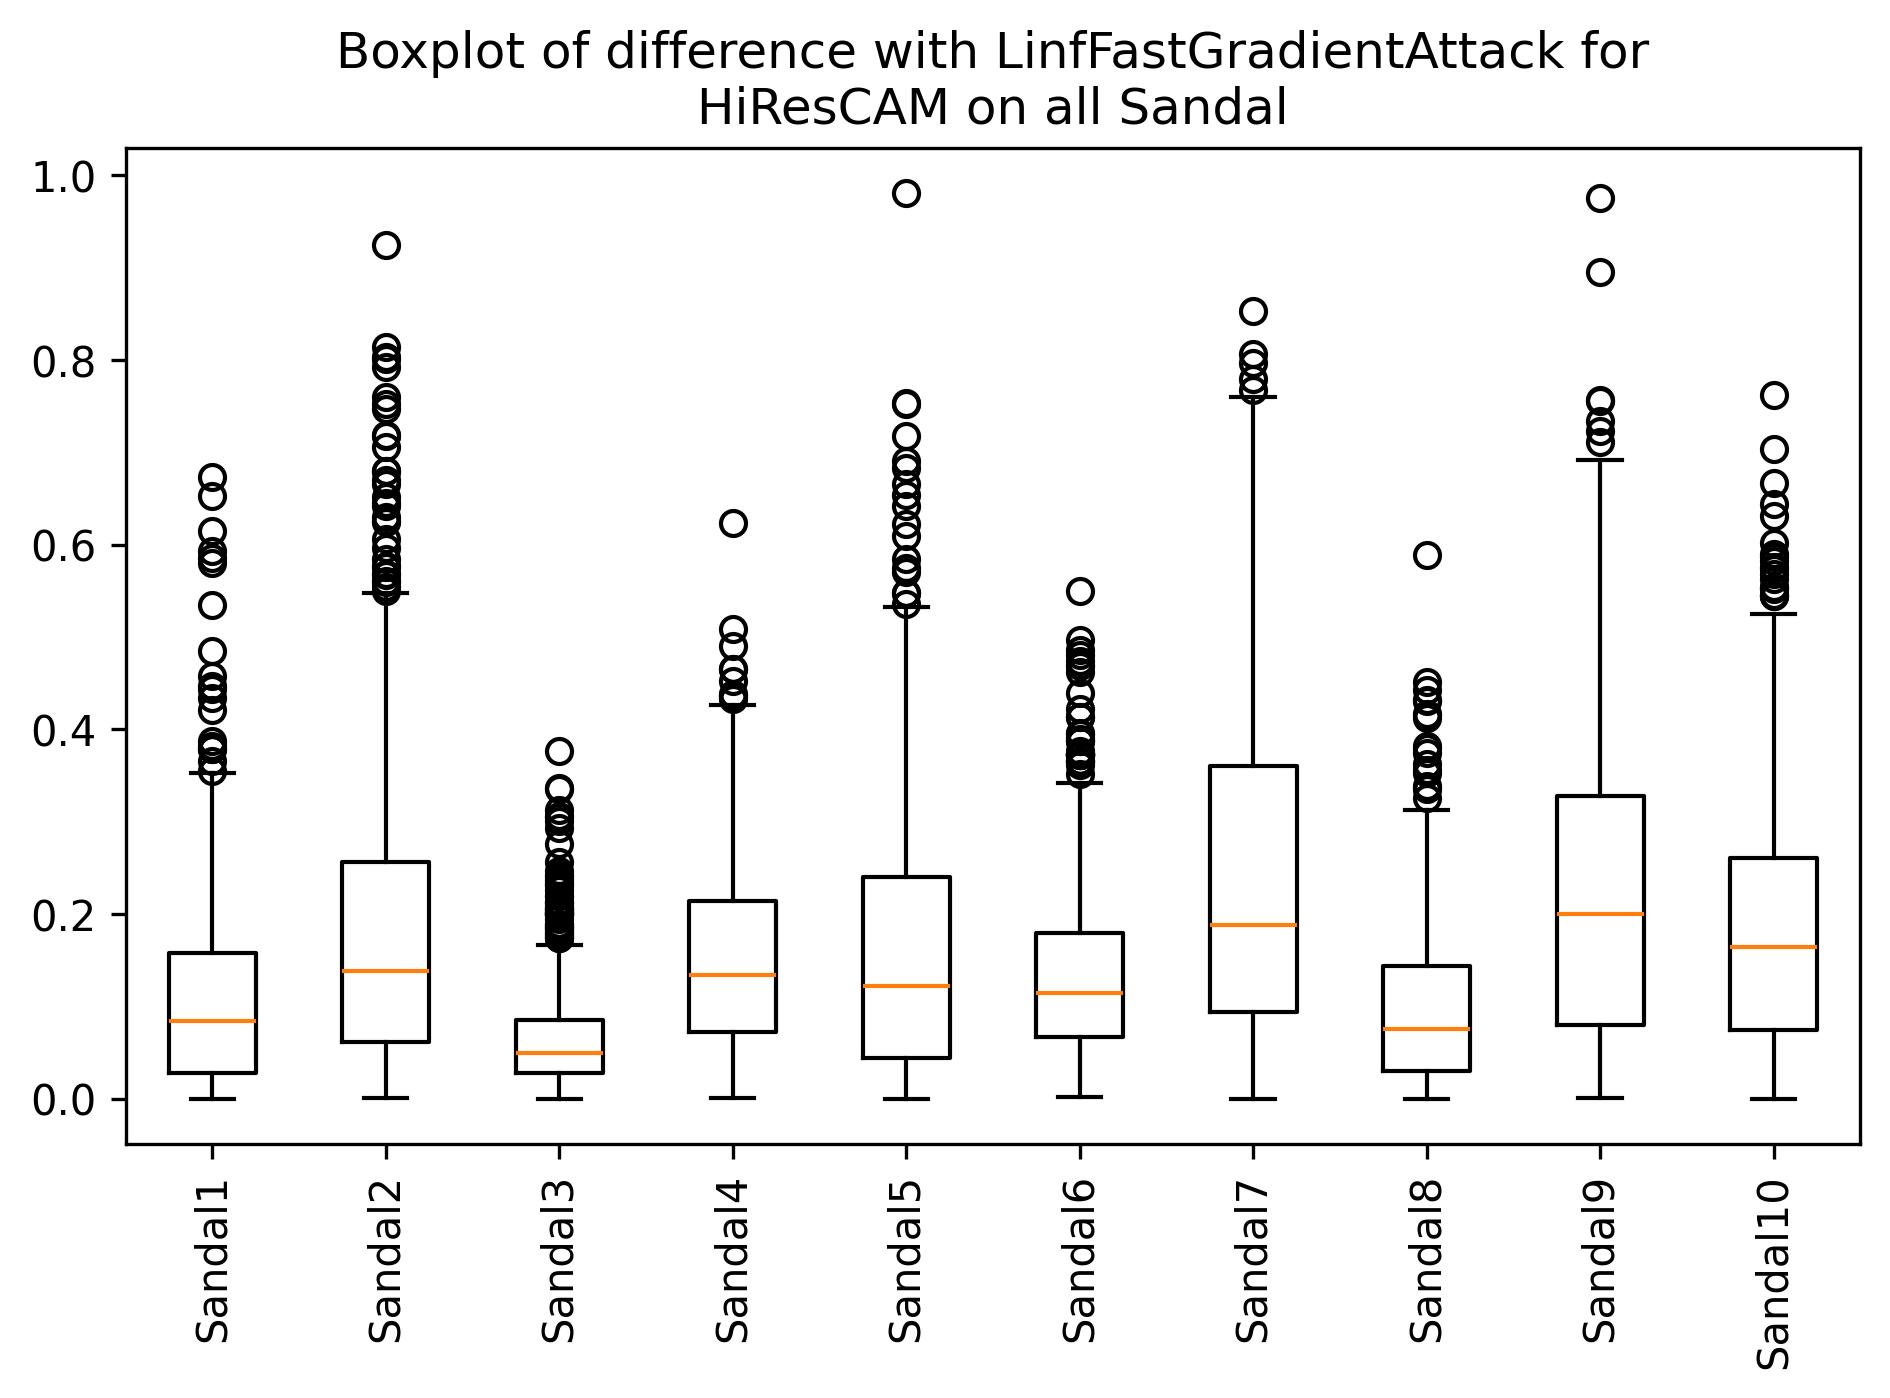 Boxplot of difference with LinfFastGradientAttack for
HiResCAM on all Sandal
1.0
0.8
0.6
0.4
0.2
0.0
Sandal1
Sandal2
Sandal3
Sandal4
Sandal5
Sandal6
Sandal7
Sandal8
Sandal9
Sandal10